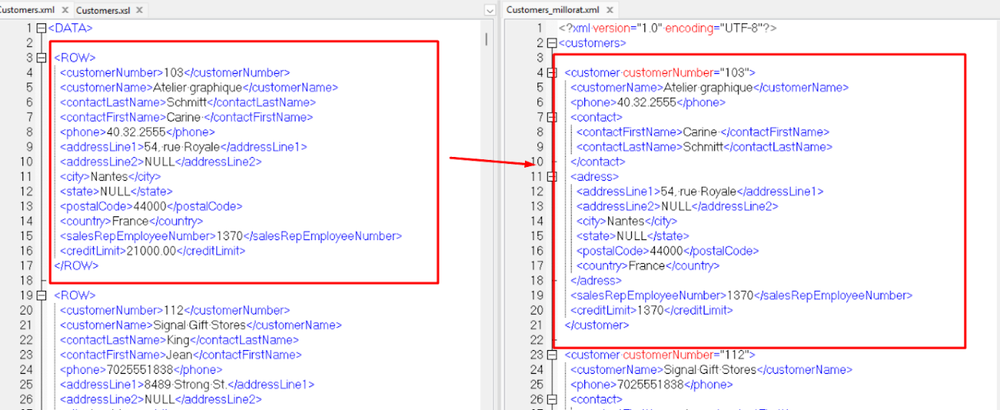 Customers.xml x Customers.xsl x
1 <DATA>
2
3 <ROW>
4 <customerNumber>103</customerNumber>
5 <customerName>Atelier·graphique</customerName>
6 <contactLastName>Schmitt</contactLastName>
7 <contactFirstName>Carine·</contactFirstName>
8 <phone>40.32.2555</phone>
9 <addressLine1>54,·rue·Royale</addressLine1>
10 <addressLine2>NULL</addressLine2>
11 <city>Nantes</city>
12 <state>NULL</state>
13 <postalCode>44000</postalCode>
14 <country>France</country>
15 <salesRepEmployeeNumber>1370</salesRepEmployeeNumber>
16 <creditLimit>21000.00</creditLimit>
17 </ROW>
18
19 <ROW>
20 <customerNumber>112</customerNumber>
21 <customerName>Signal·Gift·Stores</customerName>
22 <contactLastName>King</contactLastName>
23 <contactFirstName>Jean</contactFirstName>
24 <phone>7025551838</phone>
25 <addressLine1>8489·Strong·St.</addressLine1>
26 <addressLine2>NULL</addressLine2>
Customers_millorat.xml x
1 <?xml·version="1.0"·encoding="UTF-8"?>
2 <customers>
3
4 <customer·customerNumber="103">
5 <customerName>Atelier·graphique</customerName>
6 <phone>40.32.2555</phone>
7 <contact>
8 <contactFirstName>Carine·</contactFirstName>
9 <contactLastName>Schmitt</contactLastName>
10 </contact>
11 <adress>
12 <addressLine1>54,·rue·Royale</addressLine1>
13 <addressLine2>NULL</addressLine2>
14 <city>Nantes</city>
15 <state>NULL</state>
16 <postalCode>44000</postalCode>
17 <country>France</country>
18 </adress>
19 <salesRepEmployeeNumber>1370</salesRepEmployeeNumber>
20 <creditLimit>1370</creditLimit>
21 </customer>
22
23 <customer·customerNumber="112">
24 <customerName>Signal·Gift·Stores</customerName>
25 <phone>7025551838</phone>
26 <contact>